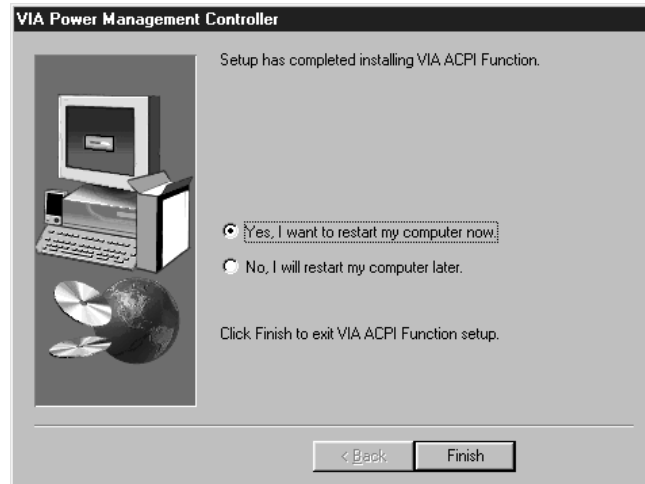 VIA Power Management Controller
Setup has completed installing VIA ACPI Function.
Yes, I want to restart my computer now.
No, I will restart my computer later.
Click Finish to exit VIA ACPI Function setup.
< Back
Finish